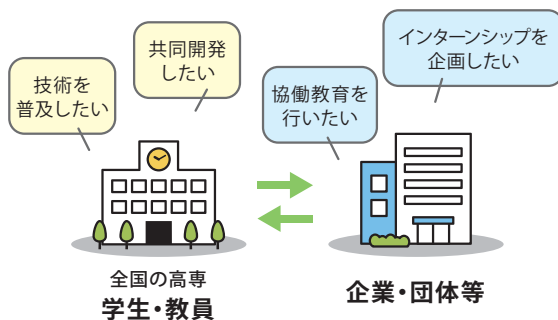 技術を
普及したい
共同開発
したい
協働教育を
行いたい
インターンシップを
企画したい
全国の高専
学生・教員
企業・団体等